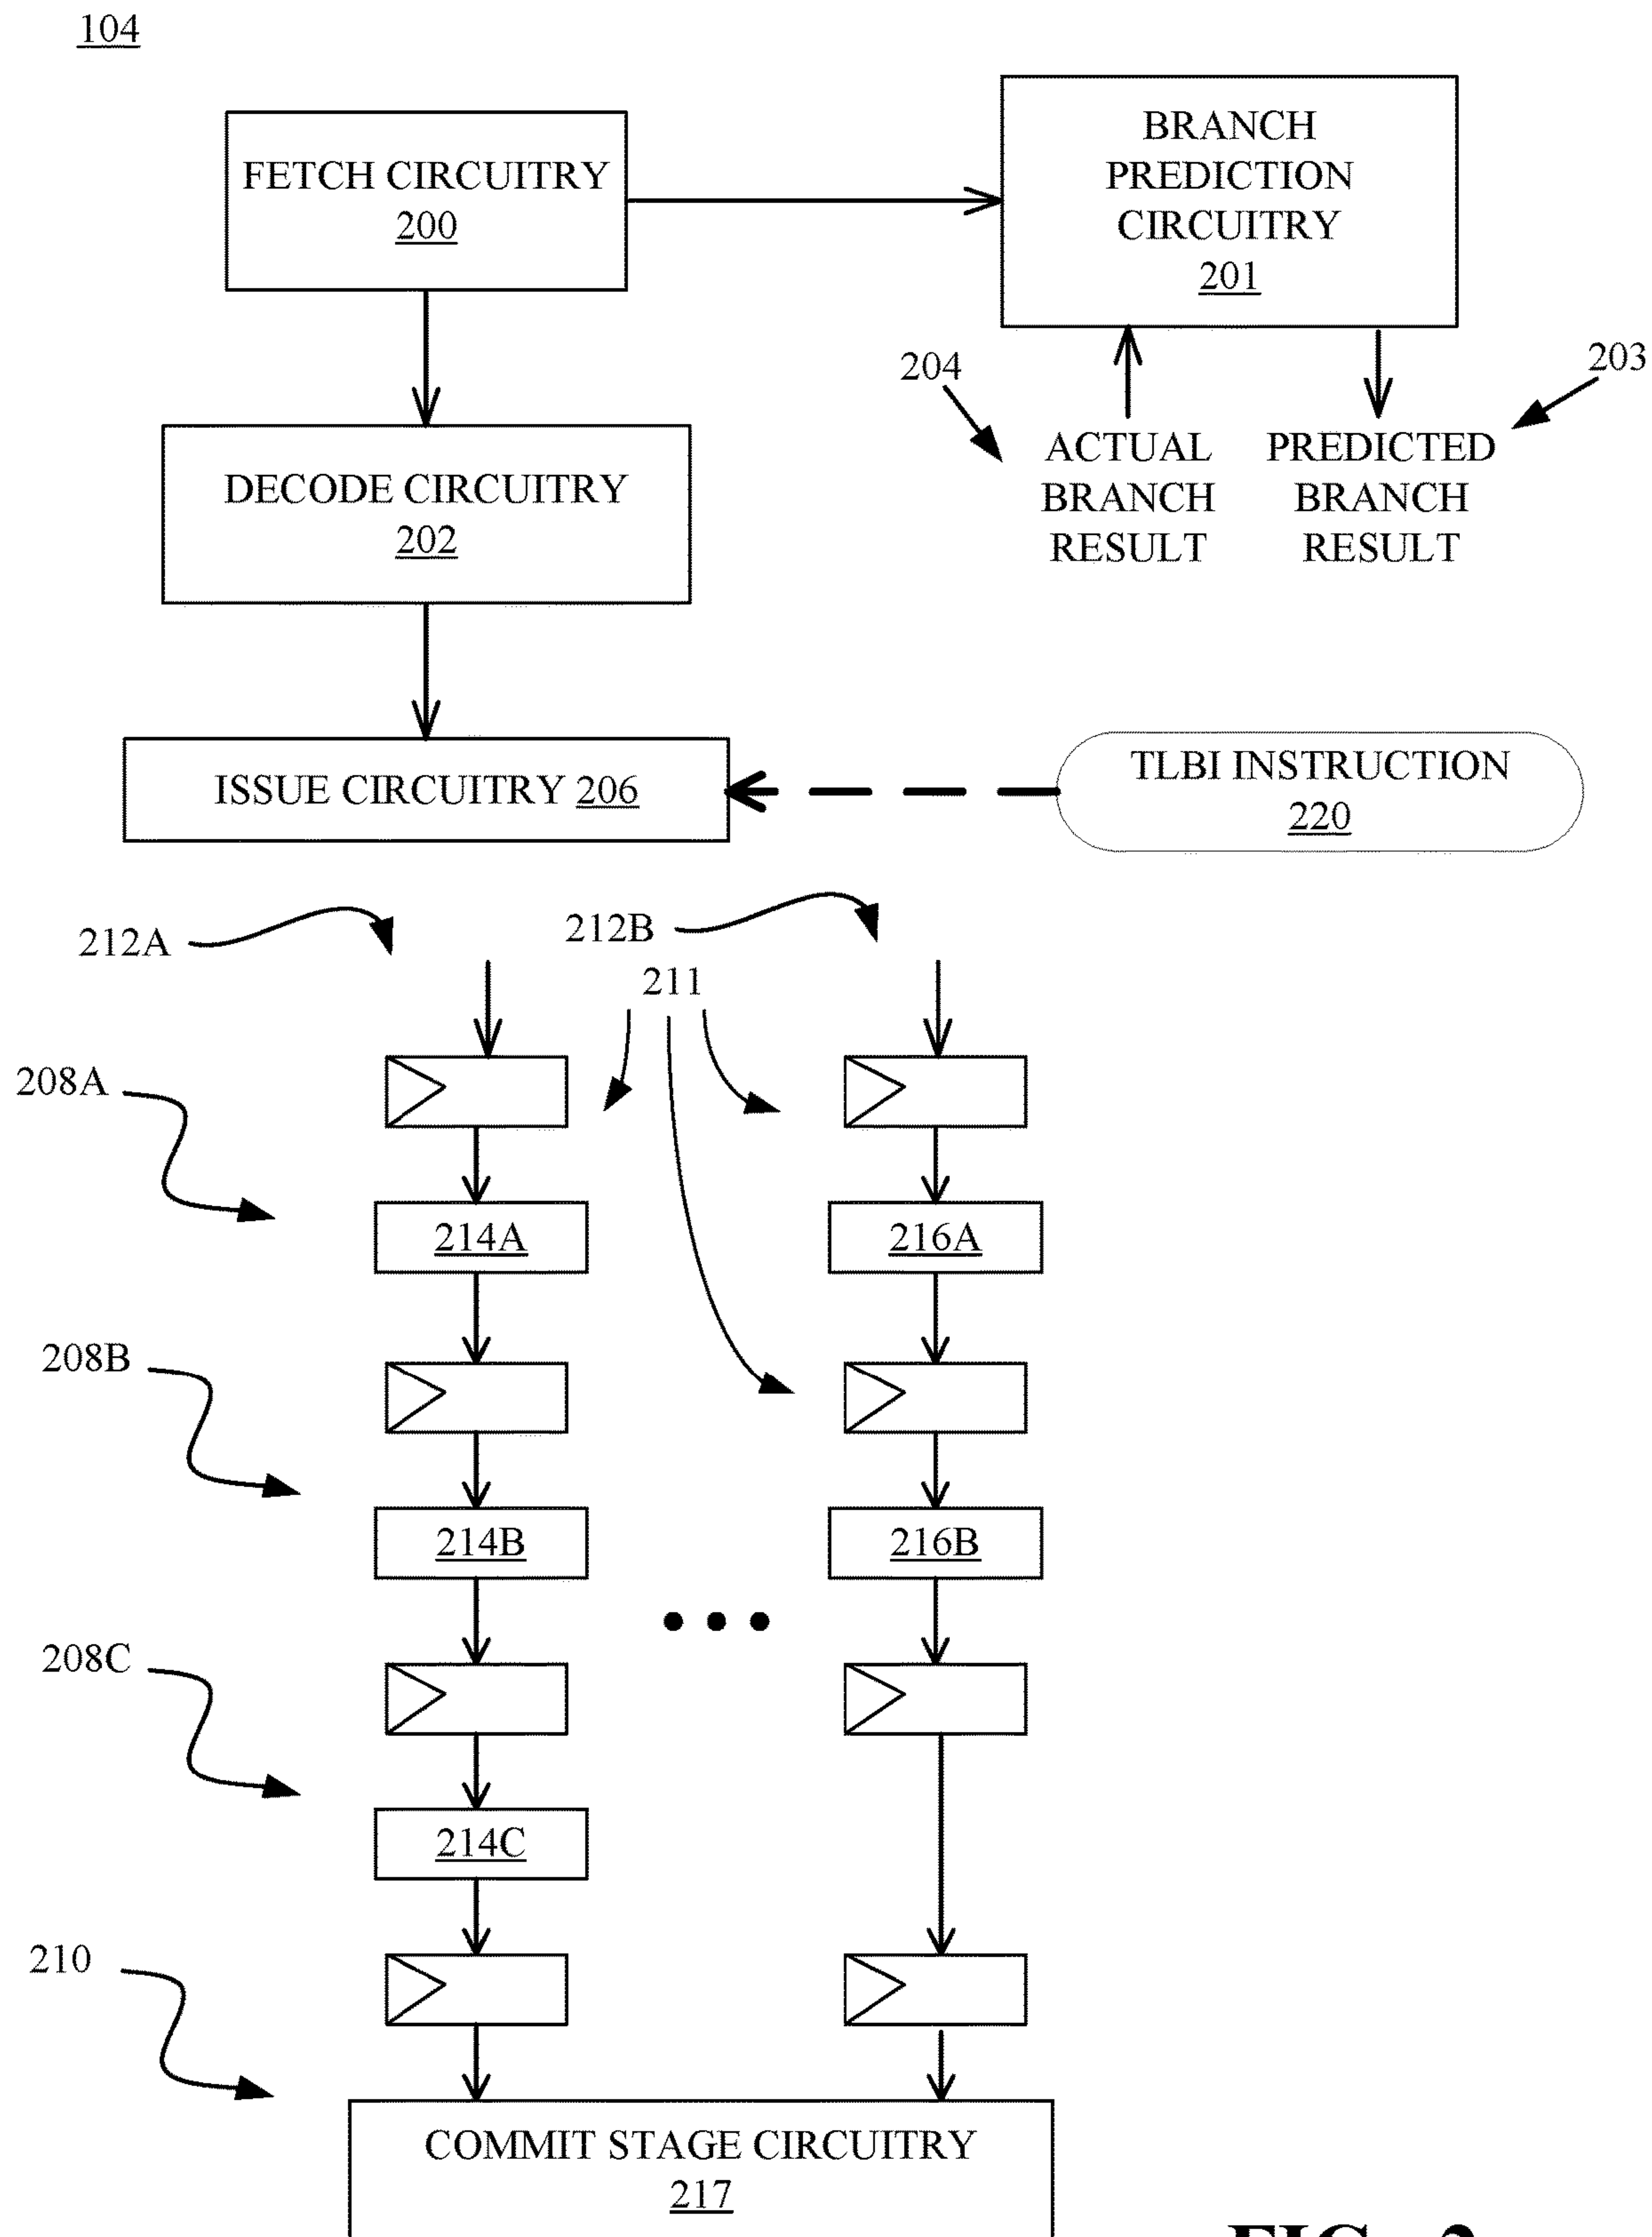 104
FETCH CIRCUITRY
200
BRANCH
PREDICTION
CIRCUITRY
201
204
203
ACTUAL
BRANCH
RESULT
PREDICTED
BRANCH
RESULT
DECODE CIRCUITRY
202
ISSUE CIRCUITRY 206
TLBI INSTRUCTION
220
212A
212B
211
208A
214A
216A
208B
214B
216B
208C
214C
210
COMMIT STAGE CIRCUITRY
217